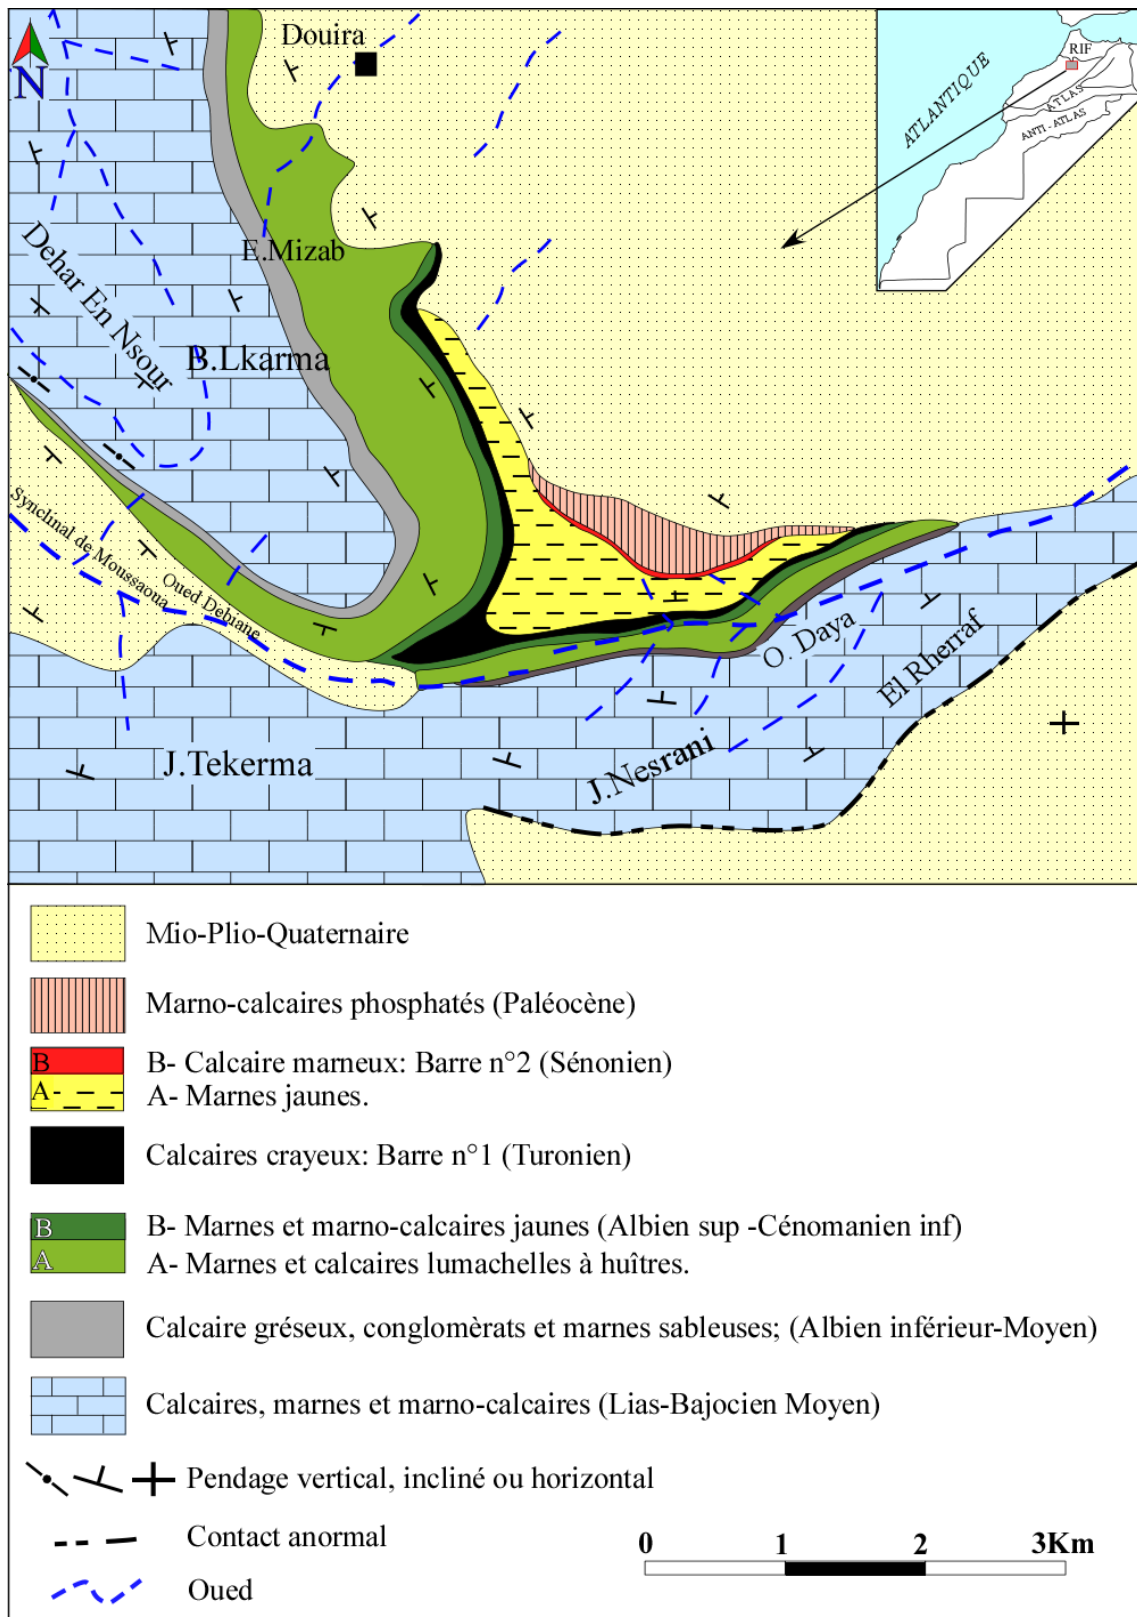 N
Douira
ATLANTIQUE
RIF
ATLAS
ANTI-ATLAS
E.Mizab
Dehar En Nsour
B.Lkarma
Synclinal de Moussaoua
Oued Debiane
O. Daya
El Rherraf
J.Nesrani
J.Tekerma
Mio-Plio-Quaternaire
Marno-calcaires phosphatés (Paléocène)
B B- Calcaire marneux: Barre n°2 (Sénonien)
A A- Marnes jaunes.
Calcaires crayeux: Barre n°1 (Turonien)
B B- Marnes et marno-calcaires jaunes (Albien sup -Cénomanien inf)
A A- Marnes et calcaires lumachelles à huîtres.
Calcaire gréseux, conglomèrats et marnes sableuses; (Albien inférieur-Moyen)
Calcaires, marnes et marno-calcaires (Lias-Bajocien Moyen)
Pendage vertical, incliné ou horizontal
Contact anormal
0 1 2 3Km
Oued